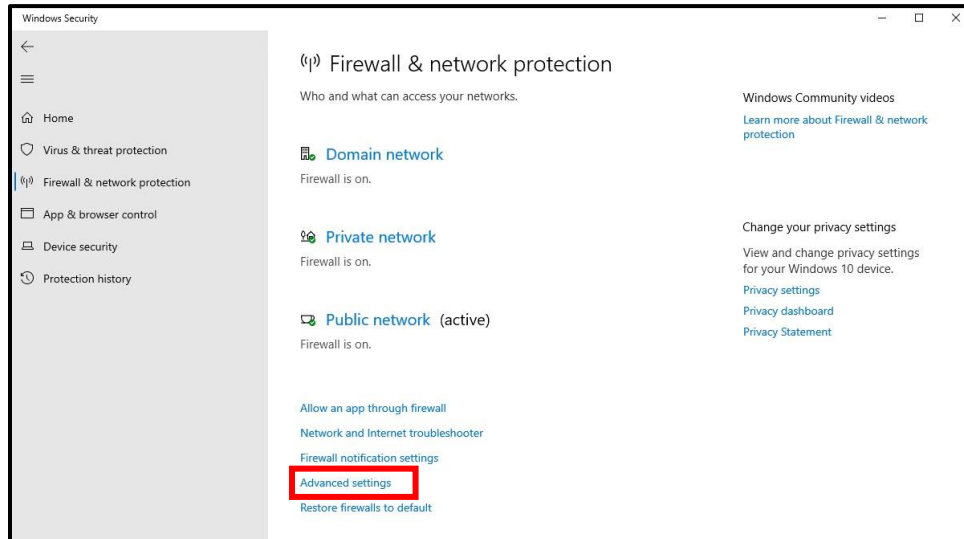 Windows Security
Home
Virus & threat protection
Firewall & network protection
App & browser control
Device security
Protection history
Firewall & network protection
Who and what can access your networks.
Domain network
Firewall is on.
Private network
Firewall is on.
Public network (active)
Firewall is on.
Allow an app through firewall
Network and Internet troubleshooter
Firewall notification settings
Advanced settings
Restore firewalls to default
Windows Community videos
Learn more about Firewall & network
protection
Change your privacy settings
View and change privacy settings
for your Windows 10 device.
Privacy settings
Privacy dashboard
Privacy Statement